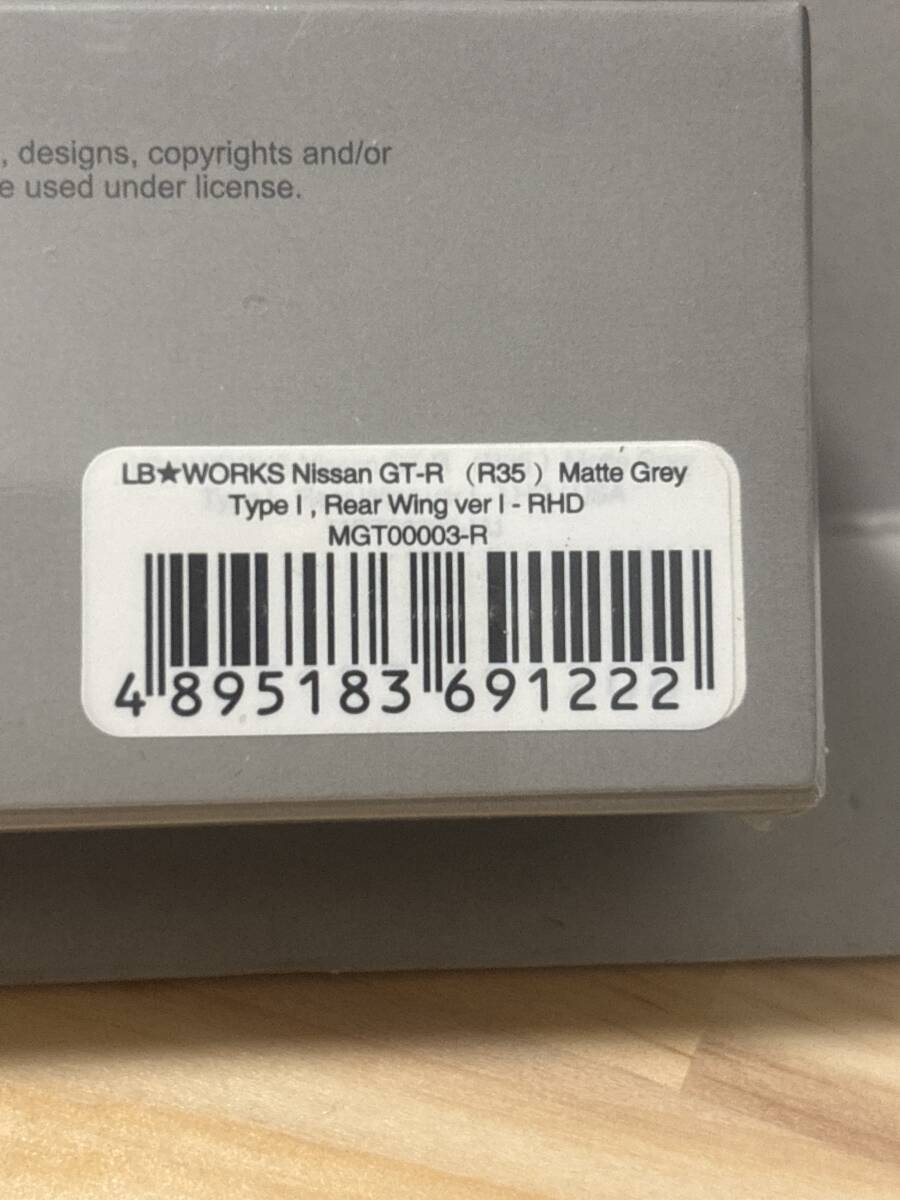 , designs, copyrights and/or
e used under license.
LB★WORKS Nissan GT-R （R35 ）Matte Grey
Type I , Rear Wing ver I - RHD
MGT00003-R
4 895183 691222